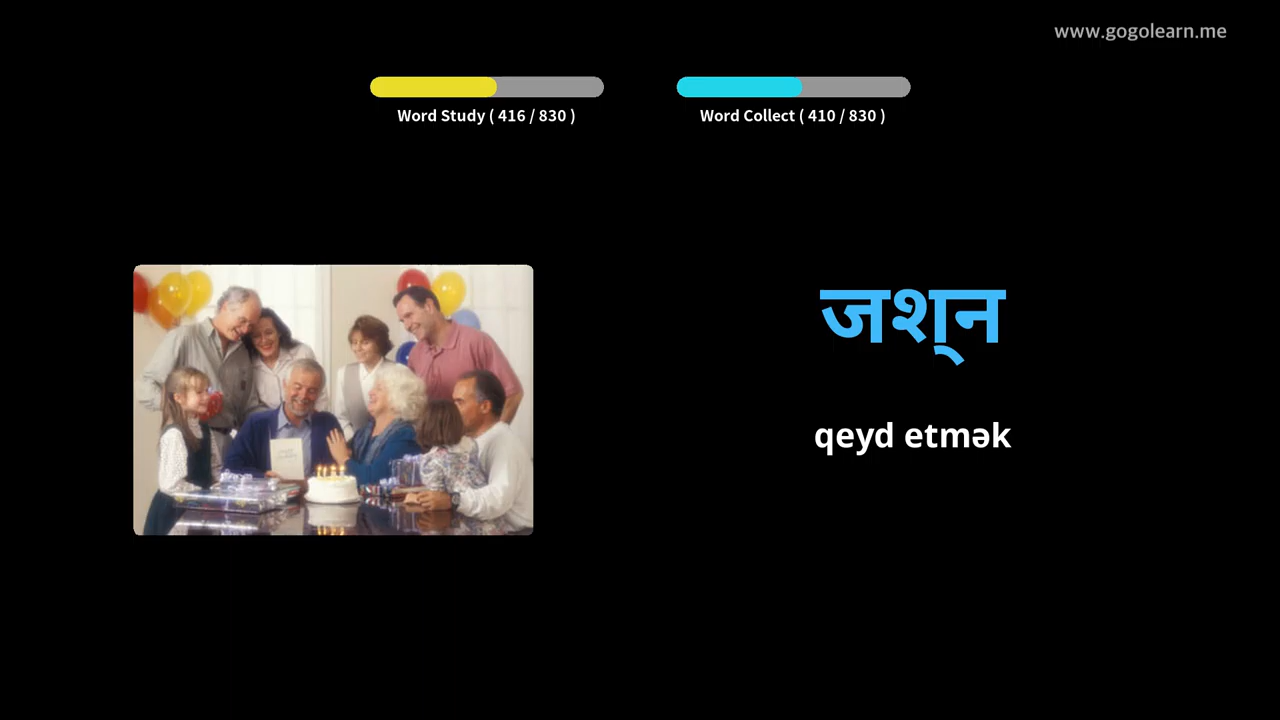 www.gogolearn.me
Word Study ( 416 / 830 )
Word Collect ( 410 / 830 )
जश्‍न
qeyd etmək